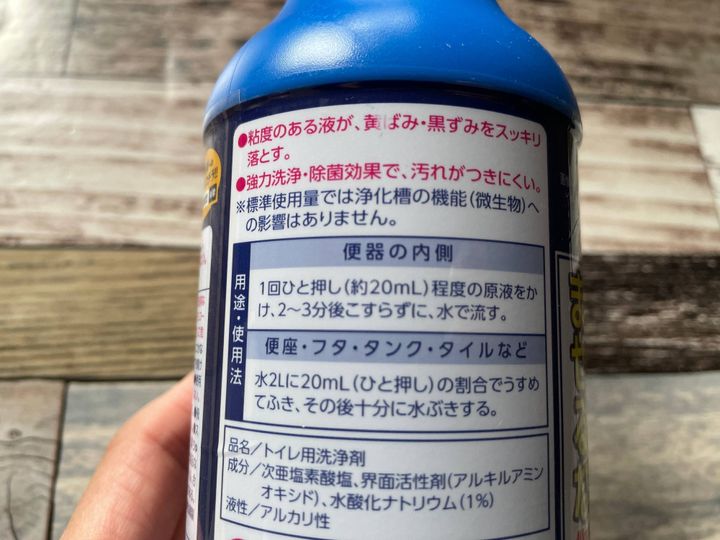 ●粘度のある液が、黄ばみ・黒ずみをスッキリ
落とす。
●強力洗浄・除菌効果で、汚れがつきにくい。
※標準使用量では浄化槽の機能(微生物)へ
の影響はありません。
用途・使用法
便器の内側
1回ひと押し(約20mL)程度の原液をか
け、2〜3分後こすらずに、水で流す。
便座・フタ・タンク・タイルなど
水2Lに20mL(ひと押し)の割合でうすめ
てふき、その後十分に水ぶきする。
品名/トイレ用洗浄剤
成分/次亜塩素酸塩、界面活性剤(アルキルアミン
オキシド)、水酸化ナトリウム(1%)
液性/アルカリ性